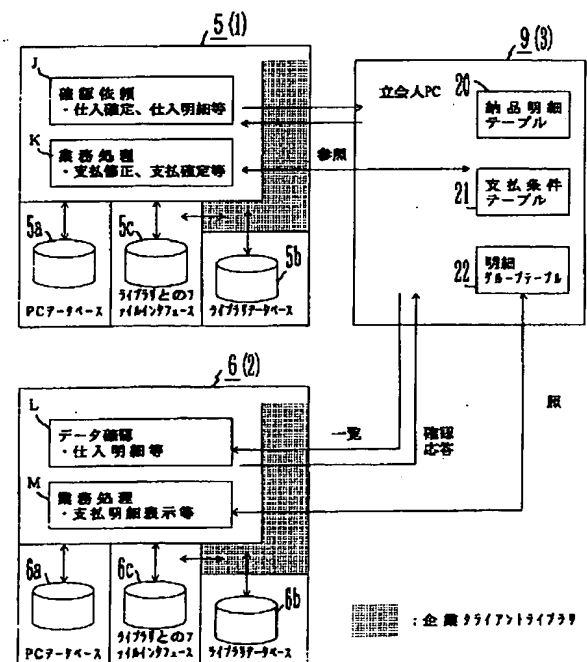 5(1)
J
確認依頼
・仕入確定、仕入明細等
K
業務処理
・支払修正、支払確定等
5a
5c
5b
PCデータベース
ライブラリとのファイルインタフェース
ライブラリデータベース
9(3)
立会人PC
20
納品明細
テーブル
参照
21
支払条件
テーブル
22
明細
グループテーブル
6(2)
L
データ確認
・仕入明細等
M
業務処理
・支払明細表示等
一覧
確認
応答
照
6a
6c
6b
PCデータベース
ライブラリとのファイルインタフェース
ライブラリデータベース
：企業クライアントライブラリ